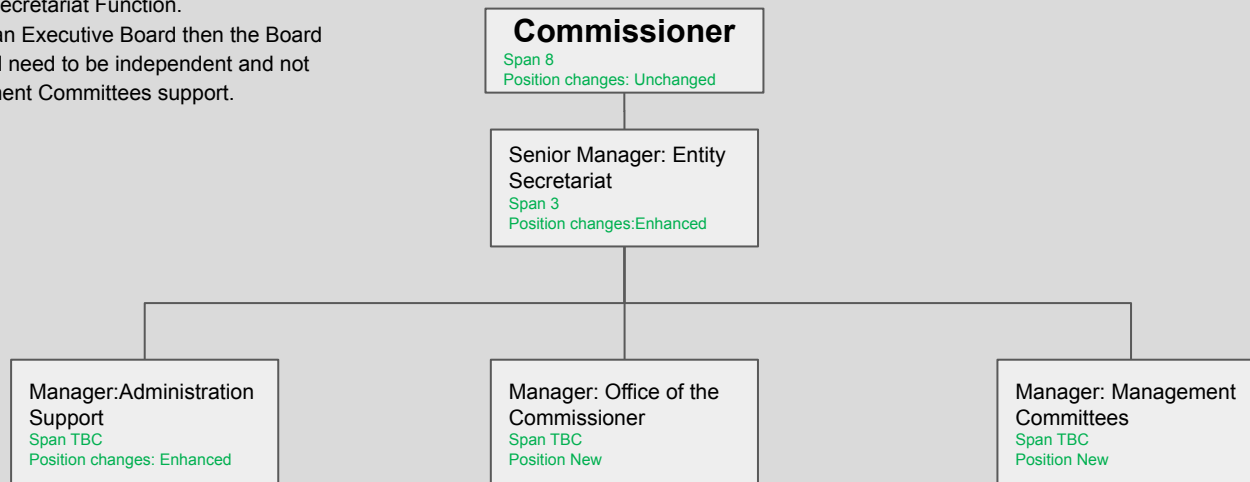 ecretariat Function.
an Executive Board then the Board
need to be independent and not
ent Committees support.
Commissioner
Span 8
Position changes: Unchanged
Senior Manager: Entity
Secretariat
Span 3
Position changes:Enhanced
Manager:Administration
Support
Span TBC
Position changes: Enhanced
Manager: Office of the
Commissioner
Span TBC
Position New
Manager: Management
Committees
Span TBC
Position New